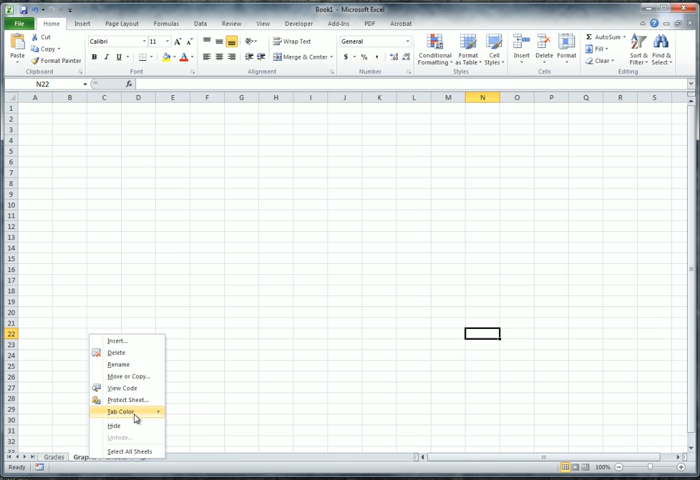 Book1 - Microsoft Excel
File Home Insert Page Layout Formulas Data Review View Developer Add-Ins PDF Acrobat
Paste
Cut
Copy
Format Painter
Clipboard
Calibri 11
B I U
Font
Wrap Text
Merge & Center
Alignment
General
$ % ,
Number
Conditional Formatting
Format as Table
Cell Styles
Styles
Insert Delete Format
Cells
AutoSum
Fill
Clear
Sort & Filter
Find & Select
Editing
N22 fx
A B C D E F G H I J K L M N O P Q R S
1
2
3
4
5
6
7
8
9
10
11
12
13
14
15
16
17
18
19
20
21
22
23
24
25
26
27
28
29
30
31
32
Insert...
Delete
Rename
Move or Copy...
View Code
Protect Sheet...
Tab Color
Hide
Unhide...
Select All Sheets
Grades
Ready 100%